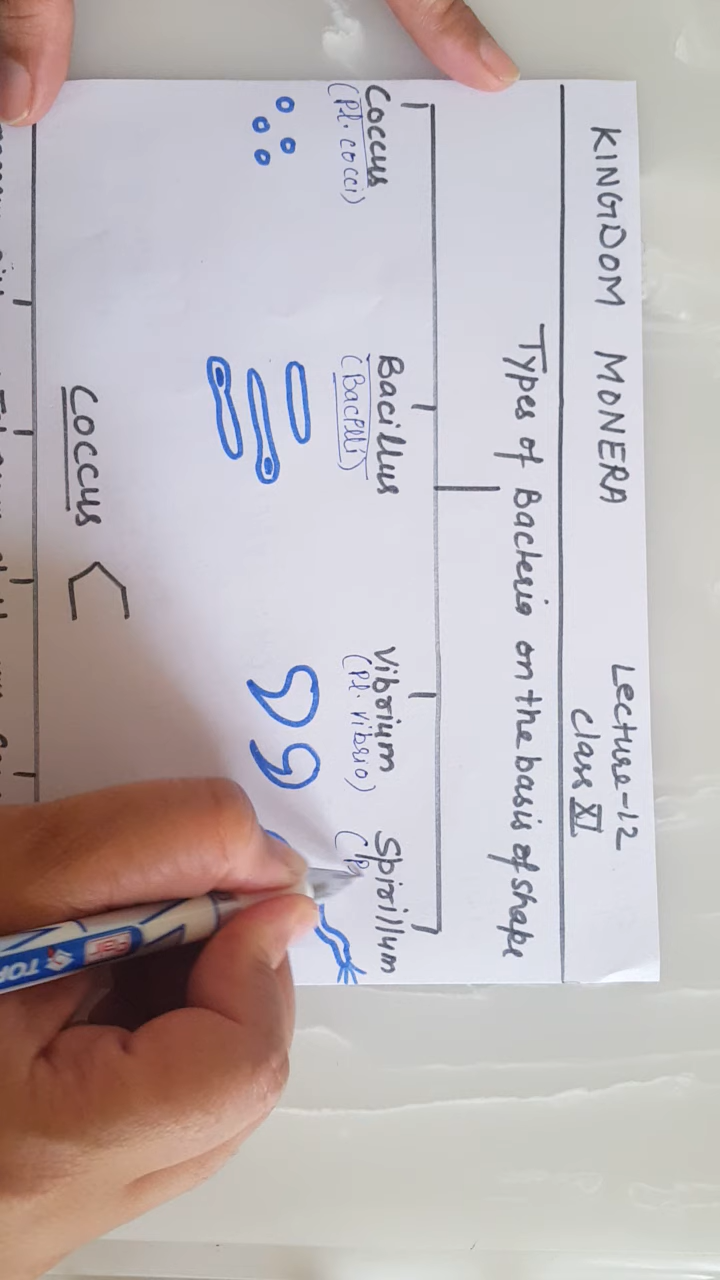 KINGDOM MONERA
Lecture-12
class XI
Types of Bacteria on the basis of shape
Coccus
(Pl. cocci)
Bacillus
(Bacilli)
Vibrium
(Pl. vibrio)
Spirillum
(P
Coccus <
TOP